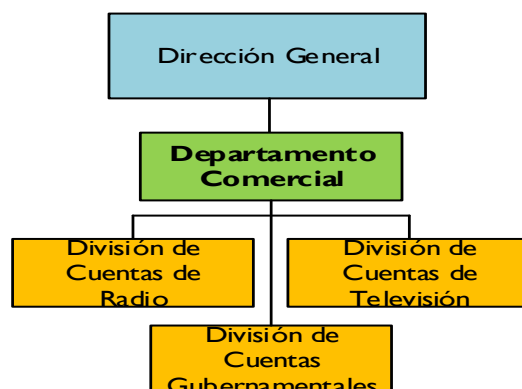 Dirección General
Departamento
Comercial
División de
Cuentas de
Radio
División de
Cuentas de
Televisión
División de
Cuentas
Gubernamentales